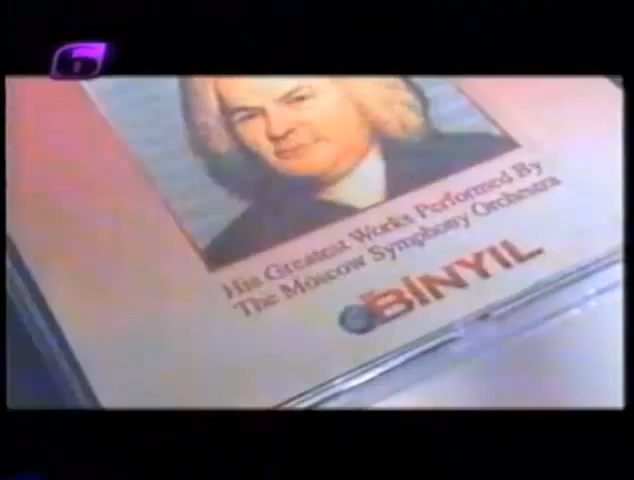 His Greatest Works Performed By
The Moscow Symphony Orchestra
BİNYIL